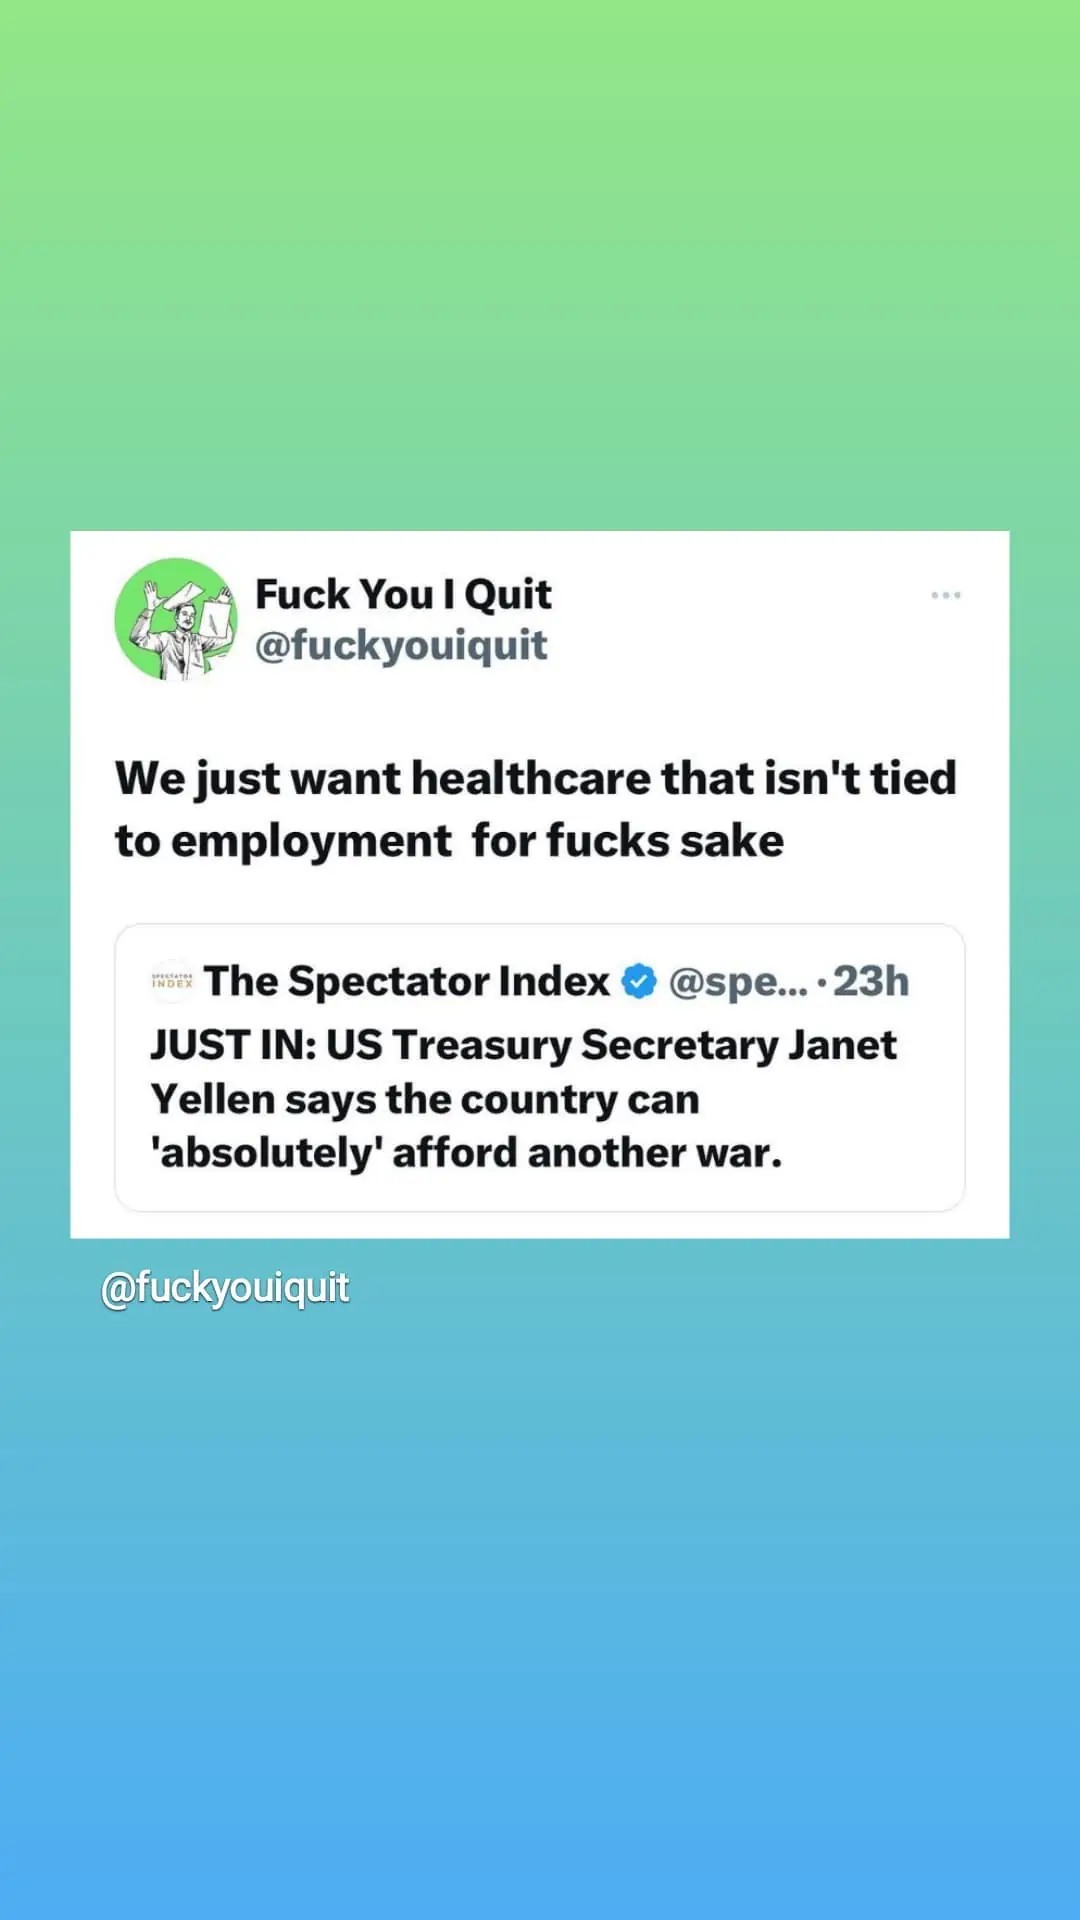 Fuck You I Quit
@fuckyouiquit
We just want healthcare that isn't tied
to employment for fucks sake
SPECTATOR
INDEX
The Spectator Index @spe... · 23h
JUST IN: US Treasury Secretary Janet
Yellen says the country can
'absolutely' afford another war.
@fuckyouiquit